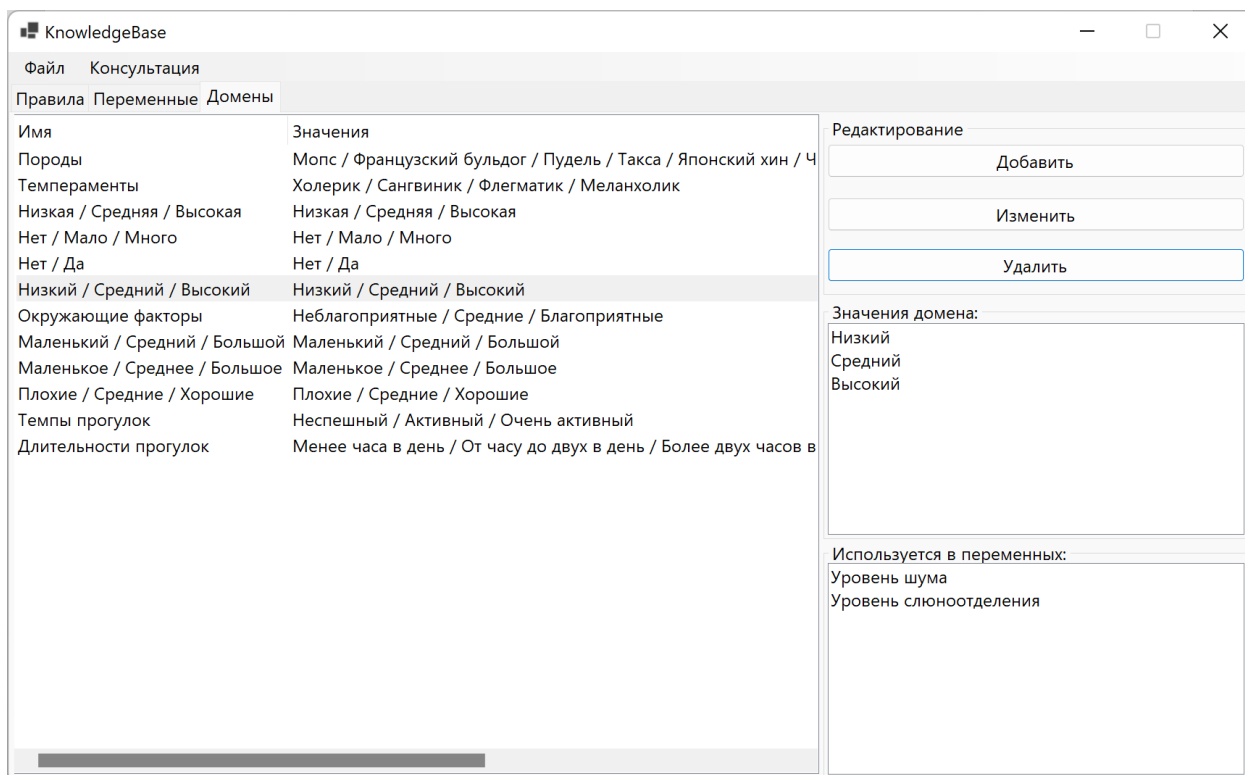 KnowledgeBase
Файл Консультация
Правила Переменные Домены
Имя Значения
Породы Мопс / Французский бульдог / Пудель / Такса / Японский хин / Ч
Темпераменты Холерик / Сангвиник / Флегматик / Меланхолик
Низкая / Средняя / Высокая Низкая / Средняя / Высокая
Нет / Мало / Много Нет / Мало / Много
Нет / Да Нет / Да
Низкий / Средний / Высокий Низкий / Средний / Высокий
Окружающие факторы Неблагоприятные / Средние / Благоприятные
Маленький / Средний / Большой Маленький / Средний / Большой
Маленькое / Среднее / Большое Маленькое / Среднее / Большое
Плохие / Средние / Хорошие Плохие / Средние / Хорошие
Темпы прогулок Неспешный / Активный / Очень активный
Длительности прогулок Менее часа в день / От часу до двух в день / Более двух часов в
Редактирование
Добавить
Изменить
Удалить
Значения домена:
Низкий
Средний
Высокий
Используется в переменных:
Уровень шума
Уровень слюноотделения